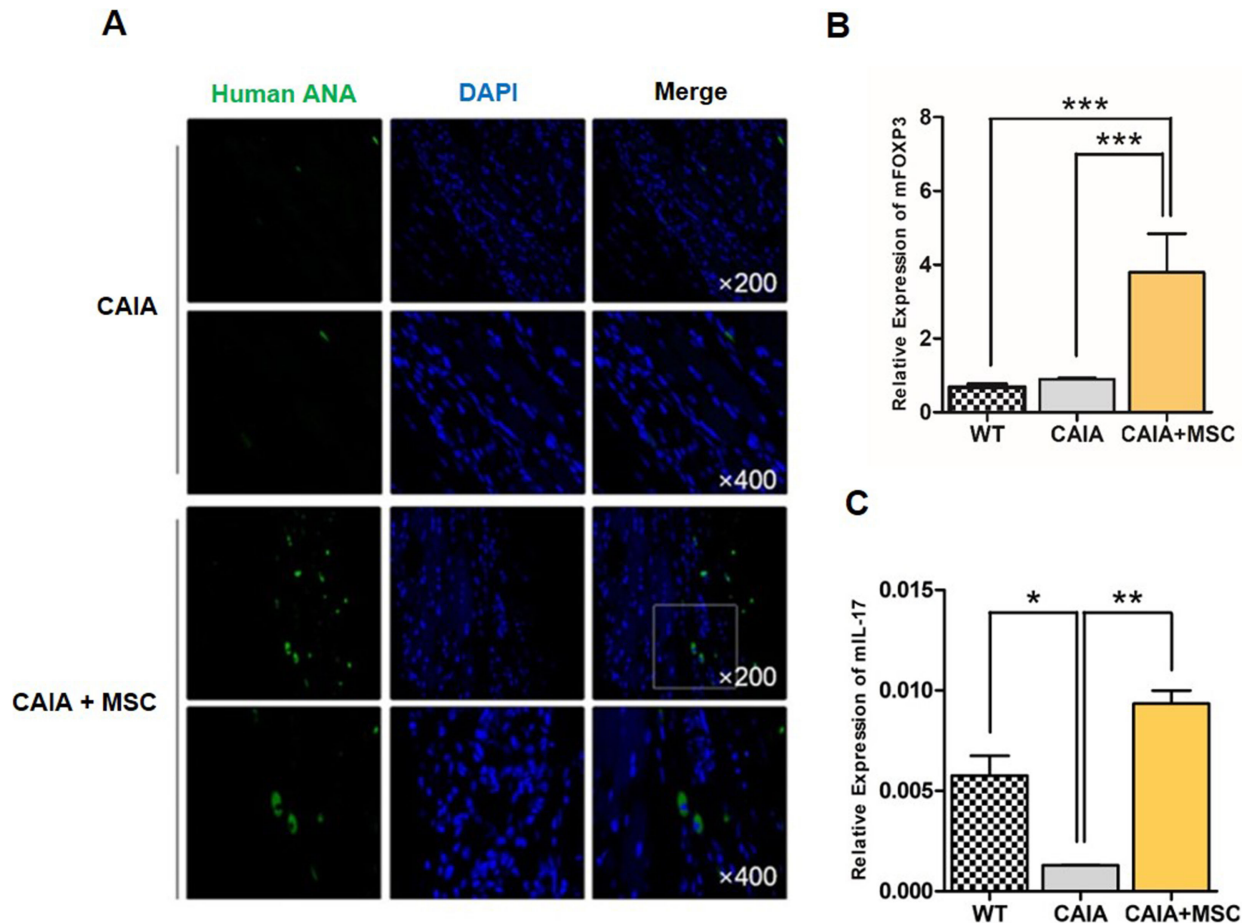 A
Human ANA DAPI Merge
CAIA
×200
×400
CAIA + MSC
×200
×400
B
Relative Expression of mFOXP3
8
6
4
2
0
***
***
WT CAIA CAIA+MSC
C
Relative Expression of mIL-17
0.015
0.010
0.005
0.000
* **
WT CAIA CAIA+MSC